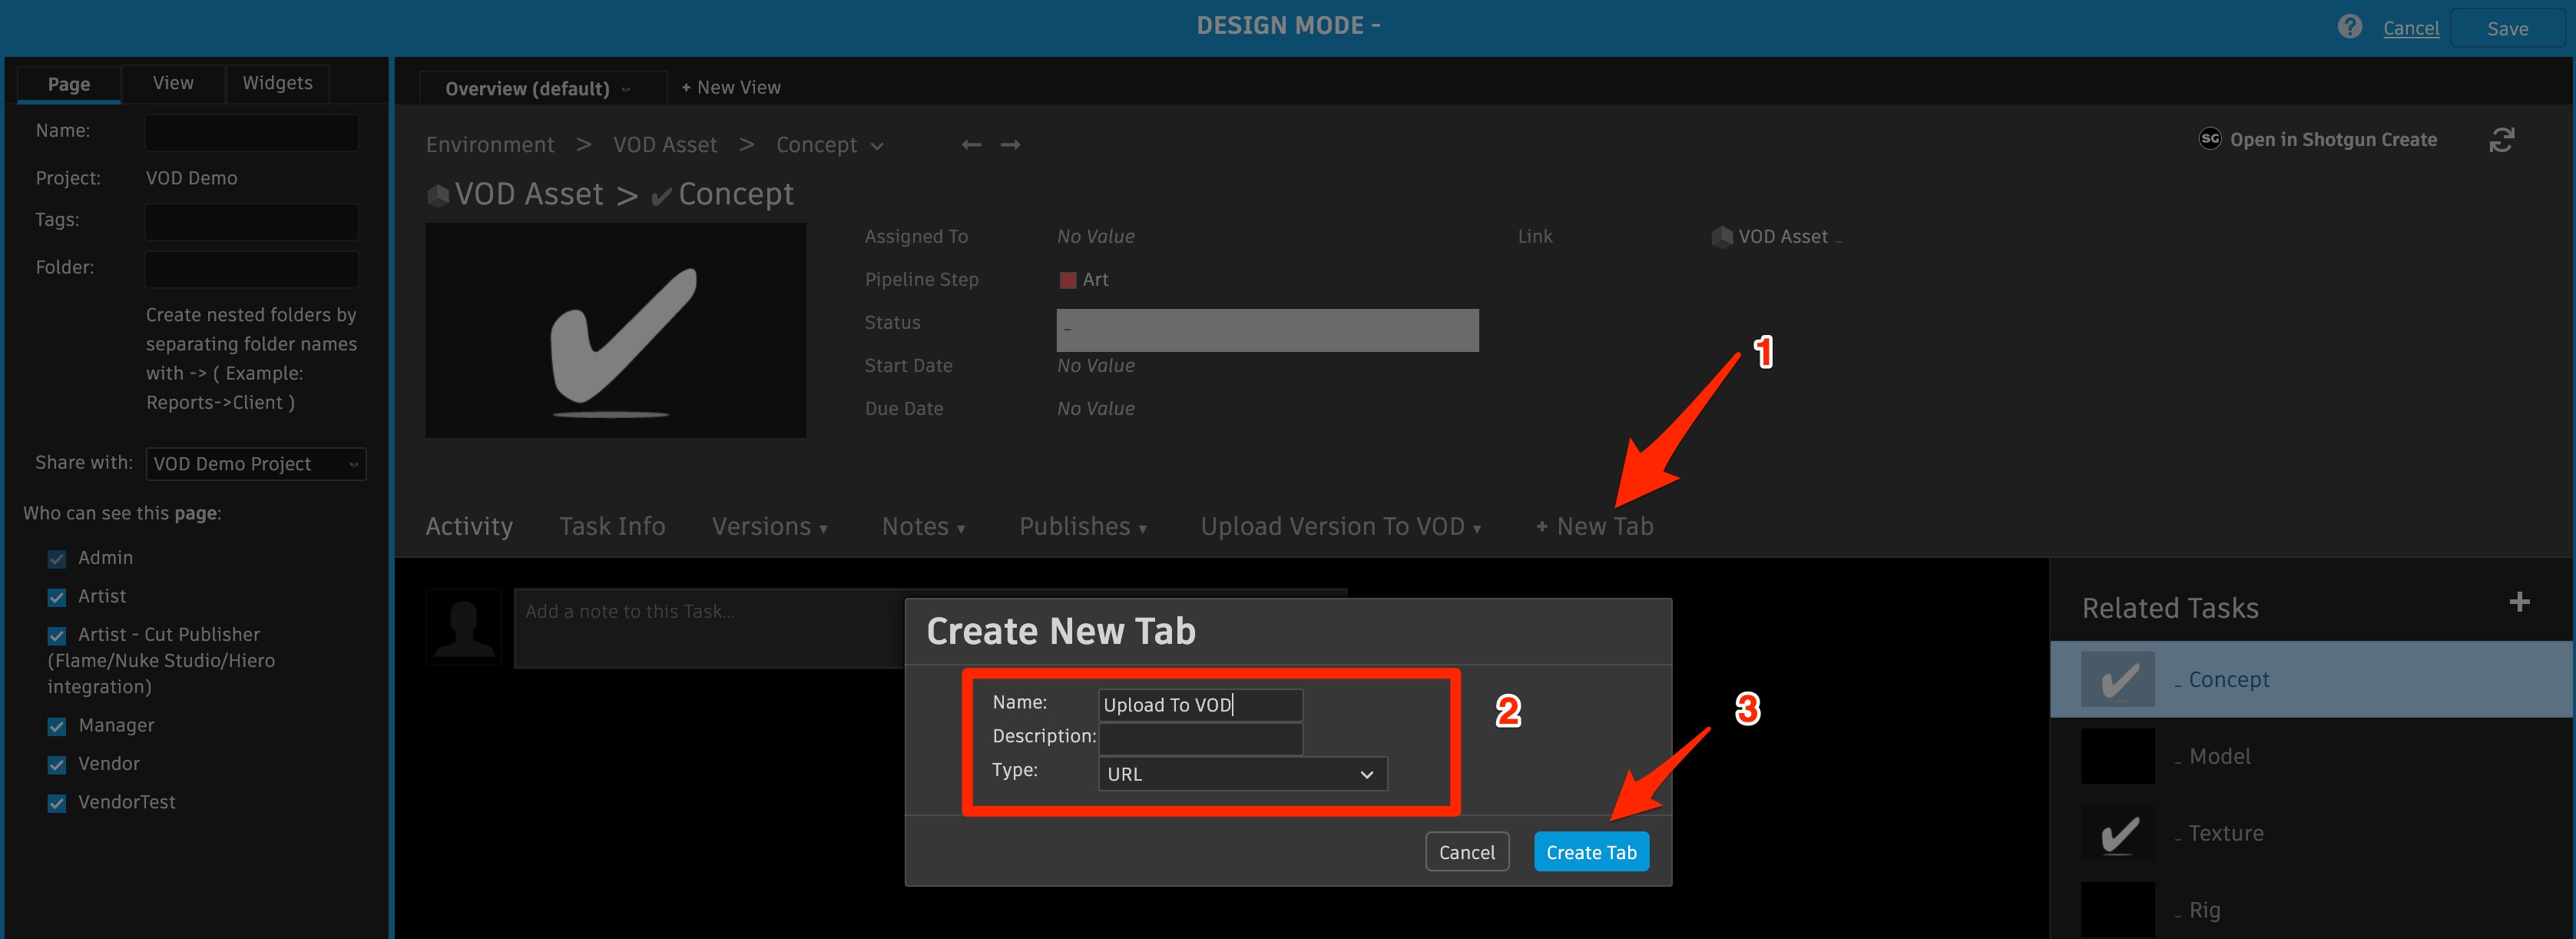 DESIGN MODE -
? Cancel Save
Page View Widgets
Name:
Project: VOD Demo
Tags:
Folder:
Create nested folders by
separating folder names
with -> ( Example:
Reports->Client )
Share with: VOD Demo Project
Who can see this page:
Admin
Artist
Artist - Cut Publisher
(Flame/Nuke Studio/Hiero
integration)
Manager
Vendor
VendorTest
Overview (default) + New View
Environment > VOD Asset > Concept
SG Open in Shotgun Create
VOD Asset > Concept
Assigned To No Value
Link VOD Asset
Pipeline Step Art
Status -
Start Date No Value
Due Date No Value
1
Activity Task Info Versions Notes Publishes Upload Version To VOD + New Tab
Add a note to this Task...
Create New Tab
Name: Upload To VOD
Description:
Type: URL
2
3
Cancel Create Tab
Related Tasks +
Concept
Model
Texture
Rig